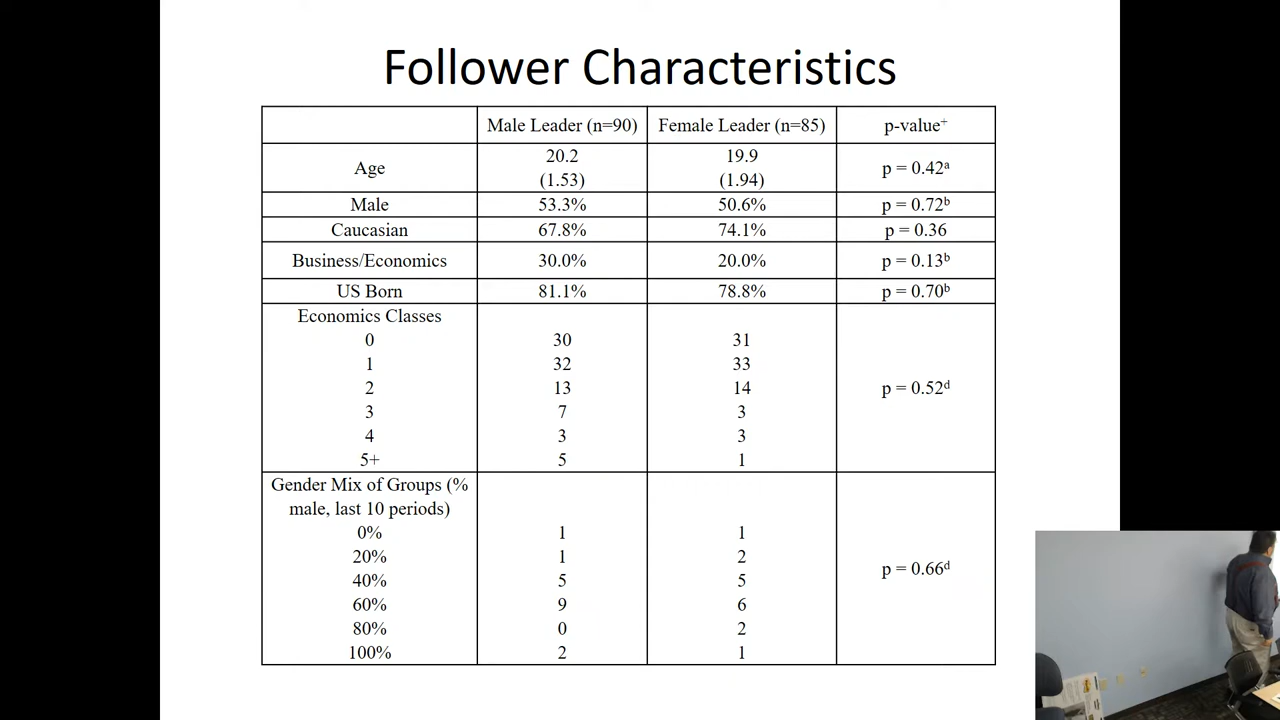 Follower Characteristics
Male Leader (n=90) Female Leader (n=85) p-value⁺
Age 20.2 (1.53) 19.9 (1.94) p = 0.42ᵃ
Male 53.3% 50.6% p = 0.72ᵇ
Caucasian 67.8% 74.1% p = 0.36
Business/Economics 30.0% 20.0% p = 0.13ᵇ
US Born 81.1% 78.8% p = 0.70ᵇ
Economics Classes
0 30 31
1 32 33
2 13 14 p = 0.52ᵈ
3 7 3
4 3 3
5+ 5 1
Gender Mix of Groups (%
male, last 10 periods)
0% 1 1
20% 1 2
40% 5 5 p = 0.66ᵈ
60% 9 6
80% 0 2
100% 2 1